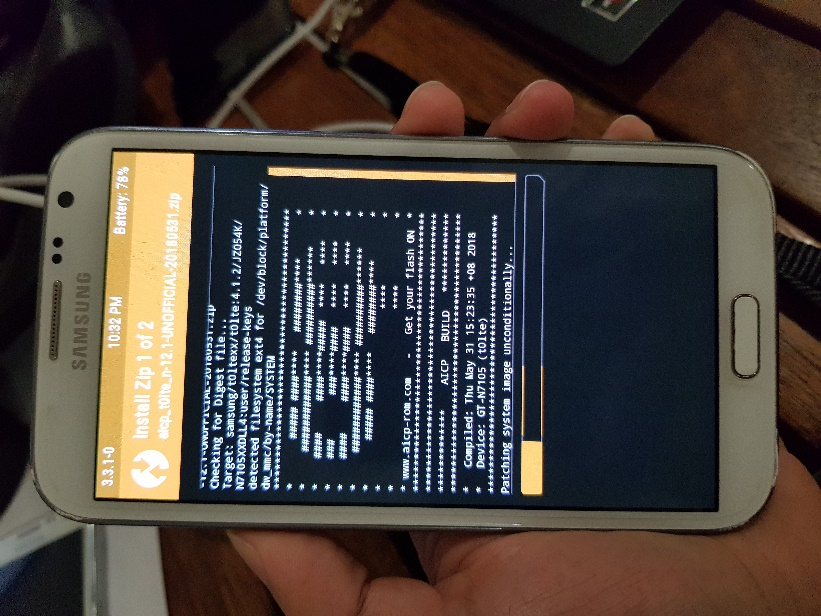 SAMSUNG
3.3.1-0
10:32 PM
Battery: 78%
Install Zip 1 of 2
aicp_t0lte_n-12.1-UNOFFICIAL-20180531.zip
-12.1-UNOFFICIAL-20180531.zip
Checking for Digest file...
Target: samsung/t0ltexx/t0lte:4.1.2/JZO54K/
N7105XXDLL4:user/release-keys
detected filesystem ext4 for /dev/block/platform/
dw_mmc/by-name/SYSTEM
* www.aicp-rom.com - - Get your flash ON *
AICP BUILD
* Compiled: Thu May 31 15:23:35 +08 2018
* Device: GT-N7105 (t0lte)
Patching system image unconditionally...